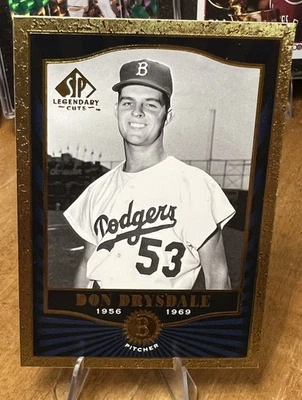 B
SP
LEGENDARY
CUTS
Dodgers
53
DON DRYSDALE
1956 1969
B
PITCHER